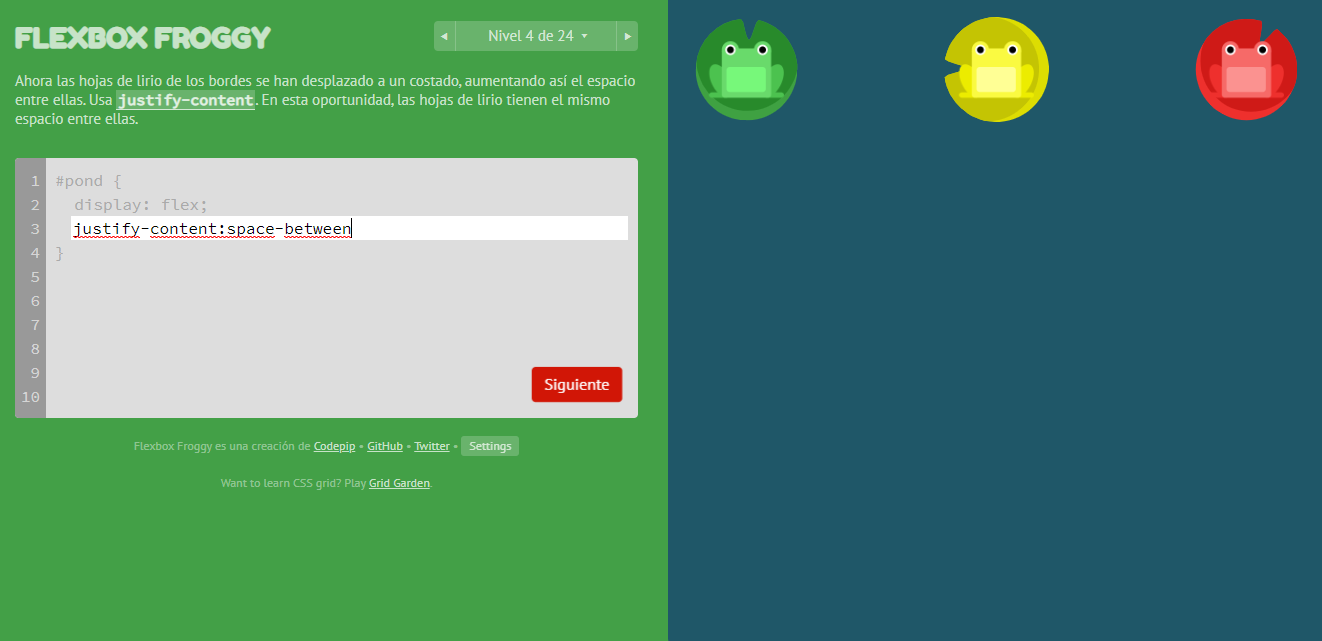 FLEXBOX FROGGY
◀ Nivel 4 de 24 ▾ ▶
Ahora las hojas de lirio de los bordes se han desplazado a un costado, aumentando así el espacio
entre ellas. Usa justify-content. En esta oportunidad, las hojas de lirio tienen el mismo
espacio entre ellas.
1 #pond {
2 display: flex;
3 justify-content:space-between
4 }
5
6
7
8
9
10
Siguiente
Flexbox Froggy es una creación de Codepip • GitHub • Twitter • Settings
Want to learn CSS grid? Play Grid Garden.